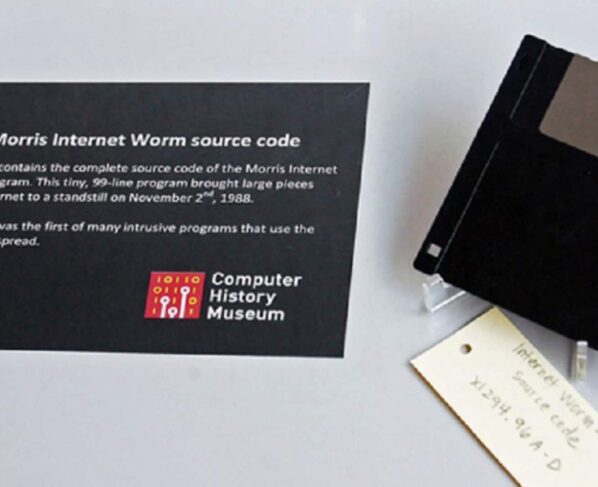 Morris Internet Worm source code
contains the complete source code of the Morris Internet
gram. This tiny, 99-line program brought large pieces
ernet to a standstill on November 2nd, 1988.
was the first of many intrusive programs that use the
spread.
Computer
History
Museum
Internet Worm -
source code
X1294.96A-D